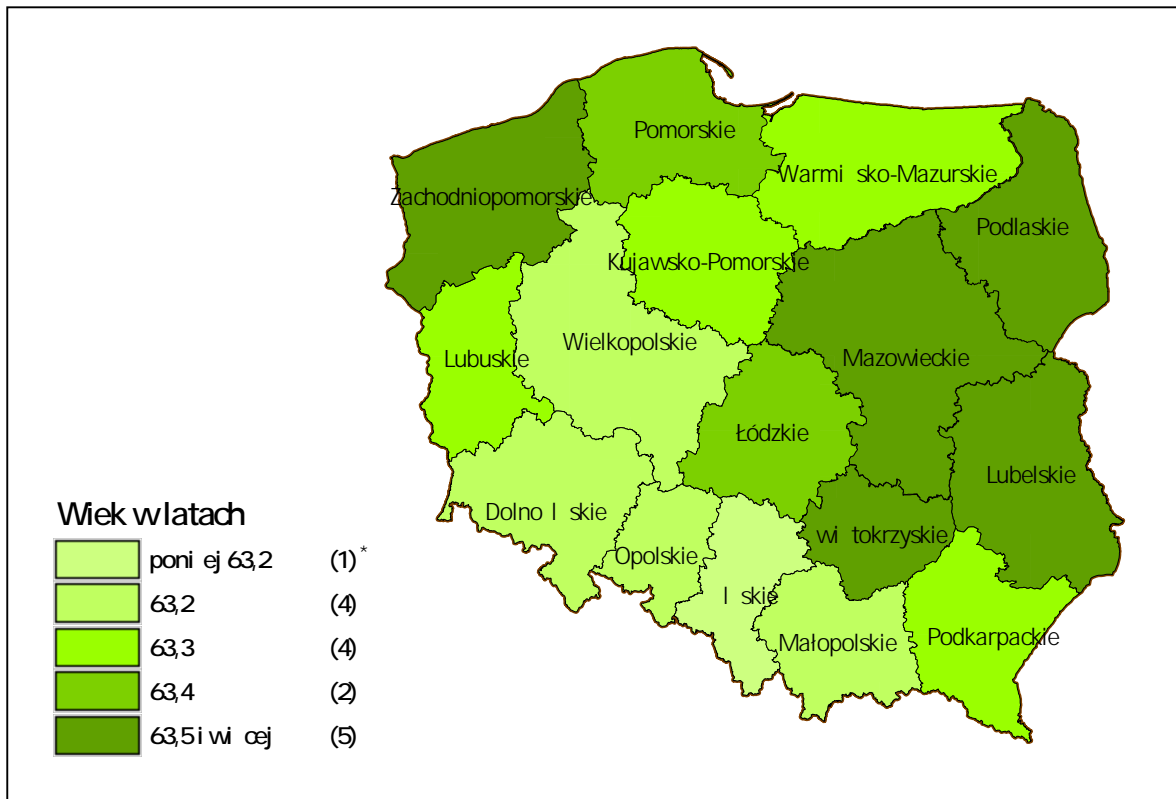 Pomorskie
Warmi sko-Mazurskie
Zachodniopomorskie
Podlaskie
Kujawsko-Pomorskie
Wielkopolskie
Mazowieckie
Lubuskie
Łódzkie
Lubelskie
Dolno l skie
wi tokrzyskie
Opolskie
l skie
Małopolskie
Podkarpackie
Wiek w latach
poni ej 63,2 (1)*
63,2 (4)
63,3 (4)
63,4 (2)
63,5 i wi cej (5)